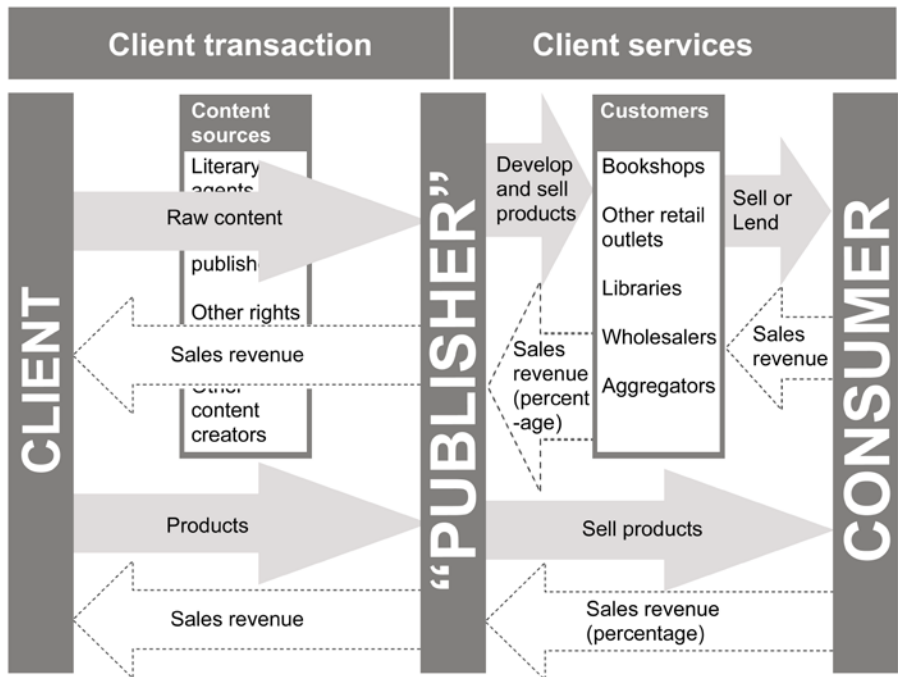 Client transaction
Client services
CLIENT
Content
sources
Literary
agents
Raw content
publish
Other rights
Sales revenue
Other
content
creators
Products
Sales revenue
“PUBLISHER”
Develop
and sell
products
Sales
revenue
(percent
-age)
Customers
Bookshops
Other retail
outlets
Libraries
Wholesalers
Aggregators
Sell or
Lend
Sales
revenue
Sell products
Sales revenue
(percentage)
CONSUMER